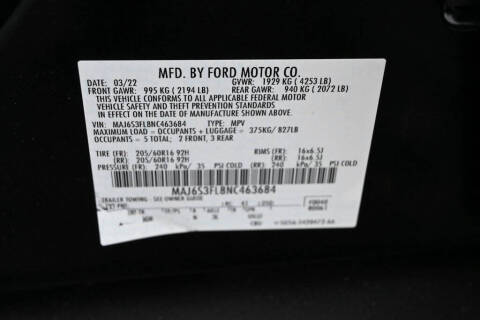 MFD. BY FORD MOTOR CO.
DATE: 03/22 GVWR: 1929 KG ( 4253 LB)
FRONT GAWR: 995 KG ( 2194 LB) REAR GAWR: 940 KG ( 2072 LB)
THIS VEHICLE CONFORMS TO ALL APPLICABLE FEDERAL MOTOR
VEHICLE SAFETY AND THEFT PREVENTION STANDARDS
IN EFFECT ON THE DATE OF MANUFACTURE SHOWN ABOVE.
VIN: MAJ6S3FL8NC463684 TYPE: MPV
MAXIMUM LOAD = OCCUPANTS + LUGGAGE = 375KG/ 827LB
OCCUPANTS = 5 TOTAL; 2 FRONT, 3 REAR
TIRE (FR): 205/60R16 92H RIMS (FR): 16x6.5J
(RR): 205/60R16 92H (RR): 16x6.5J
PRESSURE (FR): 240 kPa/ 35 PSI COLD (RR): 240 kPa/ 35 PSI COLD
MAJ6S3FL8NC463684
TRAILER TOWING - SEE OWNER GUIDE
EXT PNT: